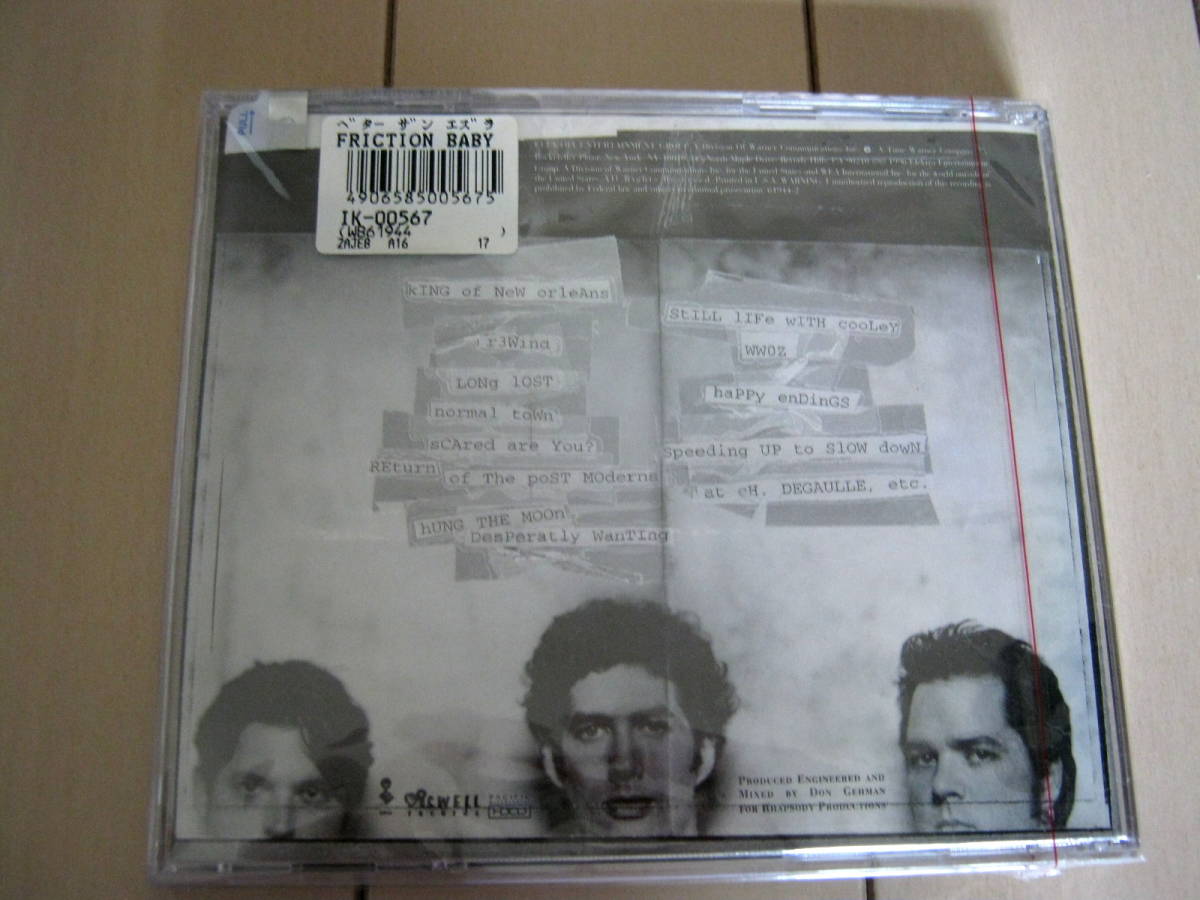 PULL
ベター ザン エズラ
FRICTION BABY
4906585005675
IK-00567
(WB61944 )
2AJE8 A16 17
kING of NeW orleAns
r3Wind
LONg lOST
normal toWn
sCAred are You?
REturn of The poST MOderns
hUNG THE MOOn
DesPeratly WanTIng
StILL lIFe wITH cooLeY
WWOZ
haPPy enDinGS
speeding UP to SlOW dowN
at cH. DEGAULLE, etc.
PRODUCED ENGINEERED AND
MIXED BY DON GEHMAN
FOR RHAPSODY PRODUCTIONS